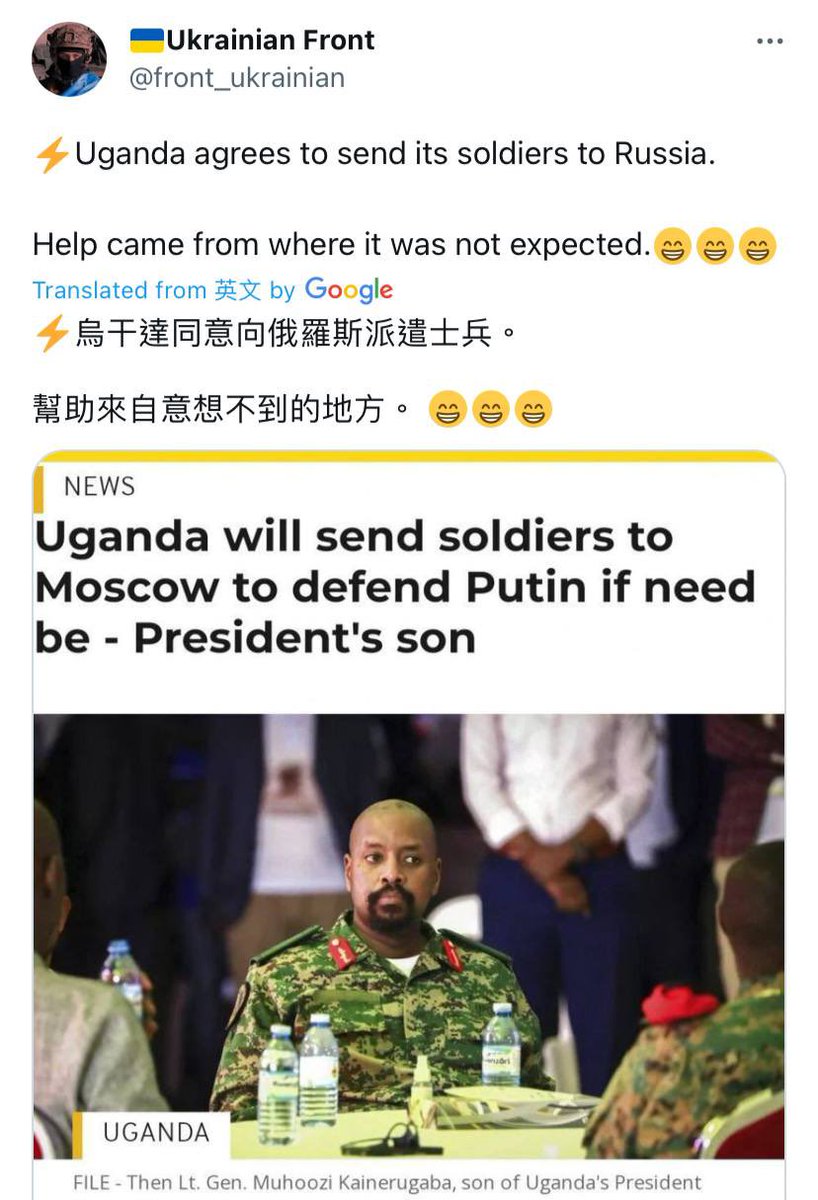 🇺🇦Ukrainian Front
@front_ukrainian
⚡Uganda agrees to send its soldiers to Russia.
Help came from where it was not expected.😁😁😁
Translated from 英文 by Google
⚡烏干達同意向俄羅斯派遣士兵。
幫助來自意想不到的地方。 😁😁😁
NEWS
Uganda will send soldiers to
Moscow to defend Putin if need
be - President's son
UGANDA
FILE - Then Lt. Gen. Muhoozi Kainerugaba, son of Uganda's President